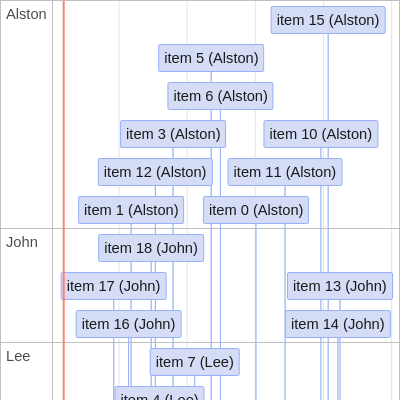 Alston
item 15 (Alston)
item 5 (Alston)
item 6 (Alston)
item 3 (Alston)
item 10 (Alston)
item 12 (Alston)
item 11 (Alston)
item 1 (Alston)
item 0 (Alston)
John
item 18 (John)
item 17 (John)
item 13 (John)
item 16 (John)
item 14 (John)
Lee
item 7 (Lee)
item 4 (Lee)